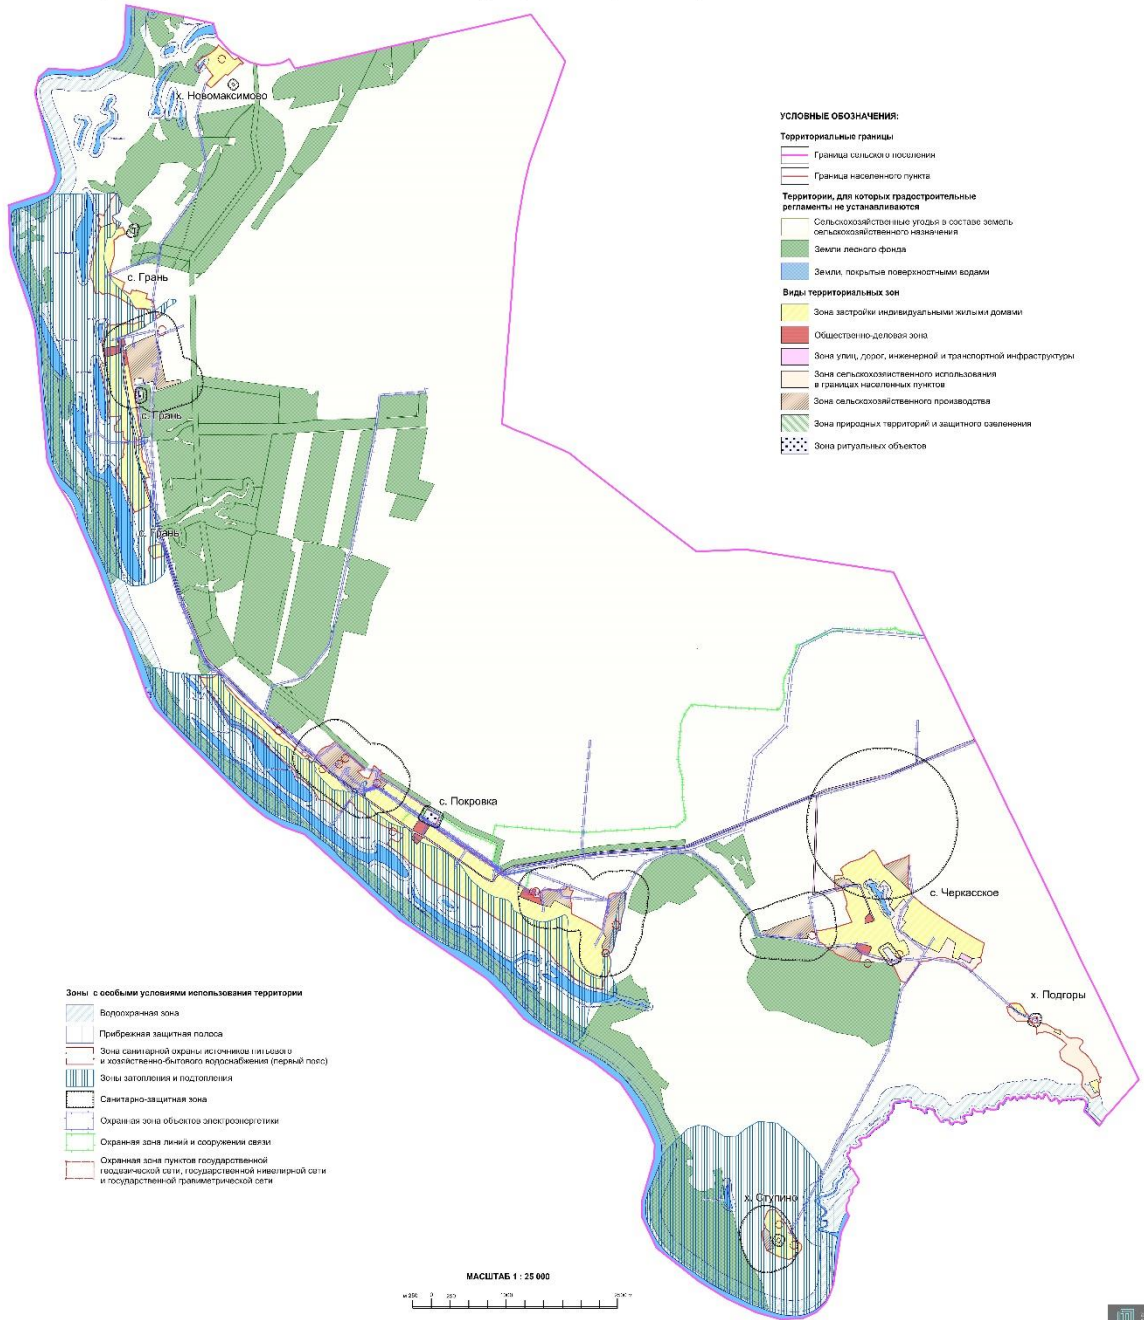 х. Новомаксимово
УСЛОВНЫЕ ОБОЗНАЧЕНИЯ:
Территориальные границы
Граница сельского поселения
Граница населенного пункта
Территории, для которых градостроительные
регламенты не устанавливаются
Сельскохозяйственные угодья в составе земель
сельскохозяйственного назначения
Земли лесного фонда
Земли, покрытые поверхностными водами
Виды территориальных зон
Зона застройки индивидуальными жилыми домами
Общественно-деловая зона
Зона улиц, дорог, инженерной и транспортной инфраструктуры
Зона сельскохозяйственного использования
в границах населенных пунктов
Зона сельскохозяйственного производства
Зона природных территорий и защитного озеленения
Зона ритуальных объектов
с. Грань
с. Грань
с. Грань
с. Покровка
с. Черкасское
х. Подгоры
х. Ступино
Зоны с особыми условиями использования территории
Водоохранная зона
Прибрежная защитная полоса
Зона санитарной охраны источников питьевого
и хозяйственно-бытового водоснабжения (первый пояс)
Зоны затопления и подтопления
Санитарно-защитная зона
Охранная зона объектов электроэнергетики
Охранная зона линий и сооружений связи
Охранная зона пунктов государственной
геодезической сети, государственной нивелирной сети
и государственной гравиметрической сети
МАСШТАБ 1 : 25 000
м 250 0 250 1000 2500 м